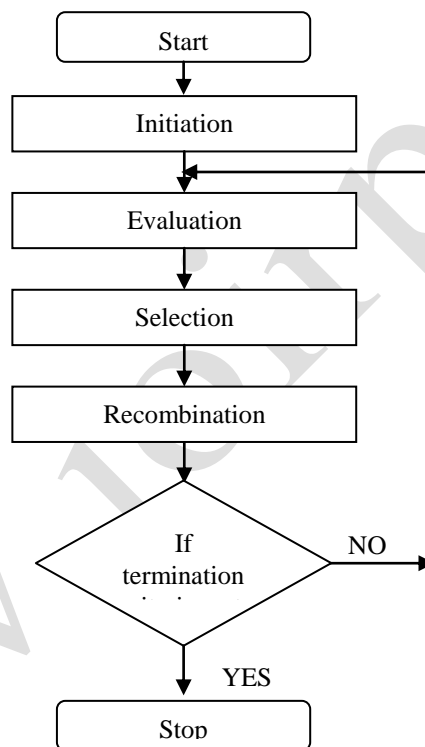 Start
Initiation
Evaluation
Selection
Recombination
If
termination
NO
YES
Stop